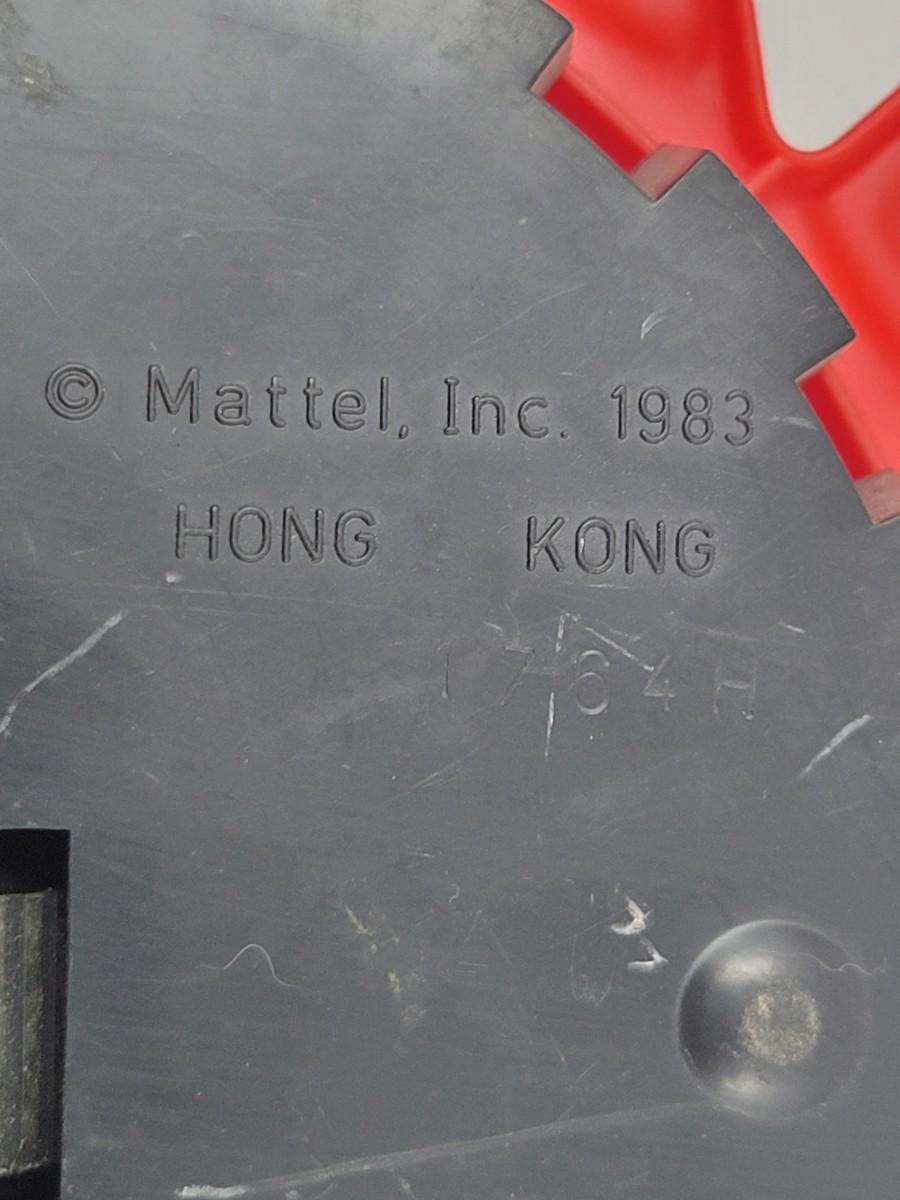 © Mattel, Inc. 1983
HONG KONG
1764H